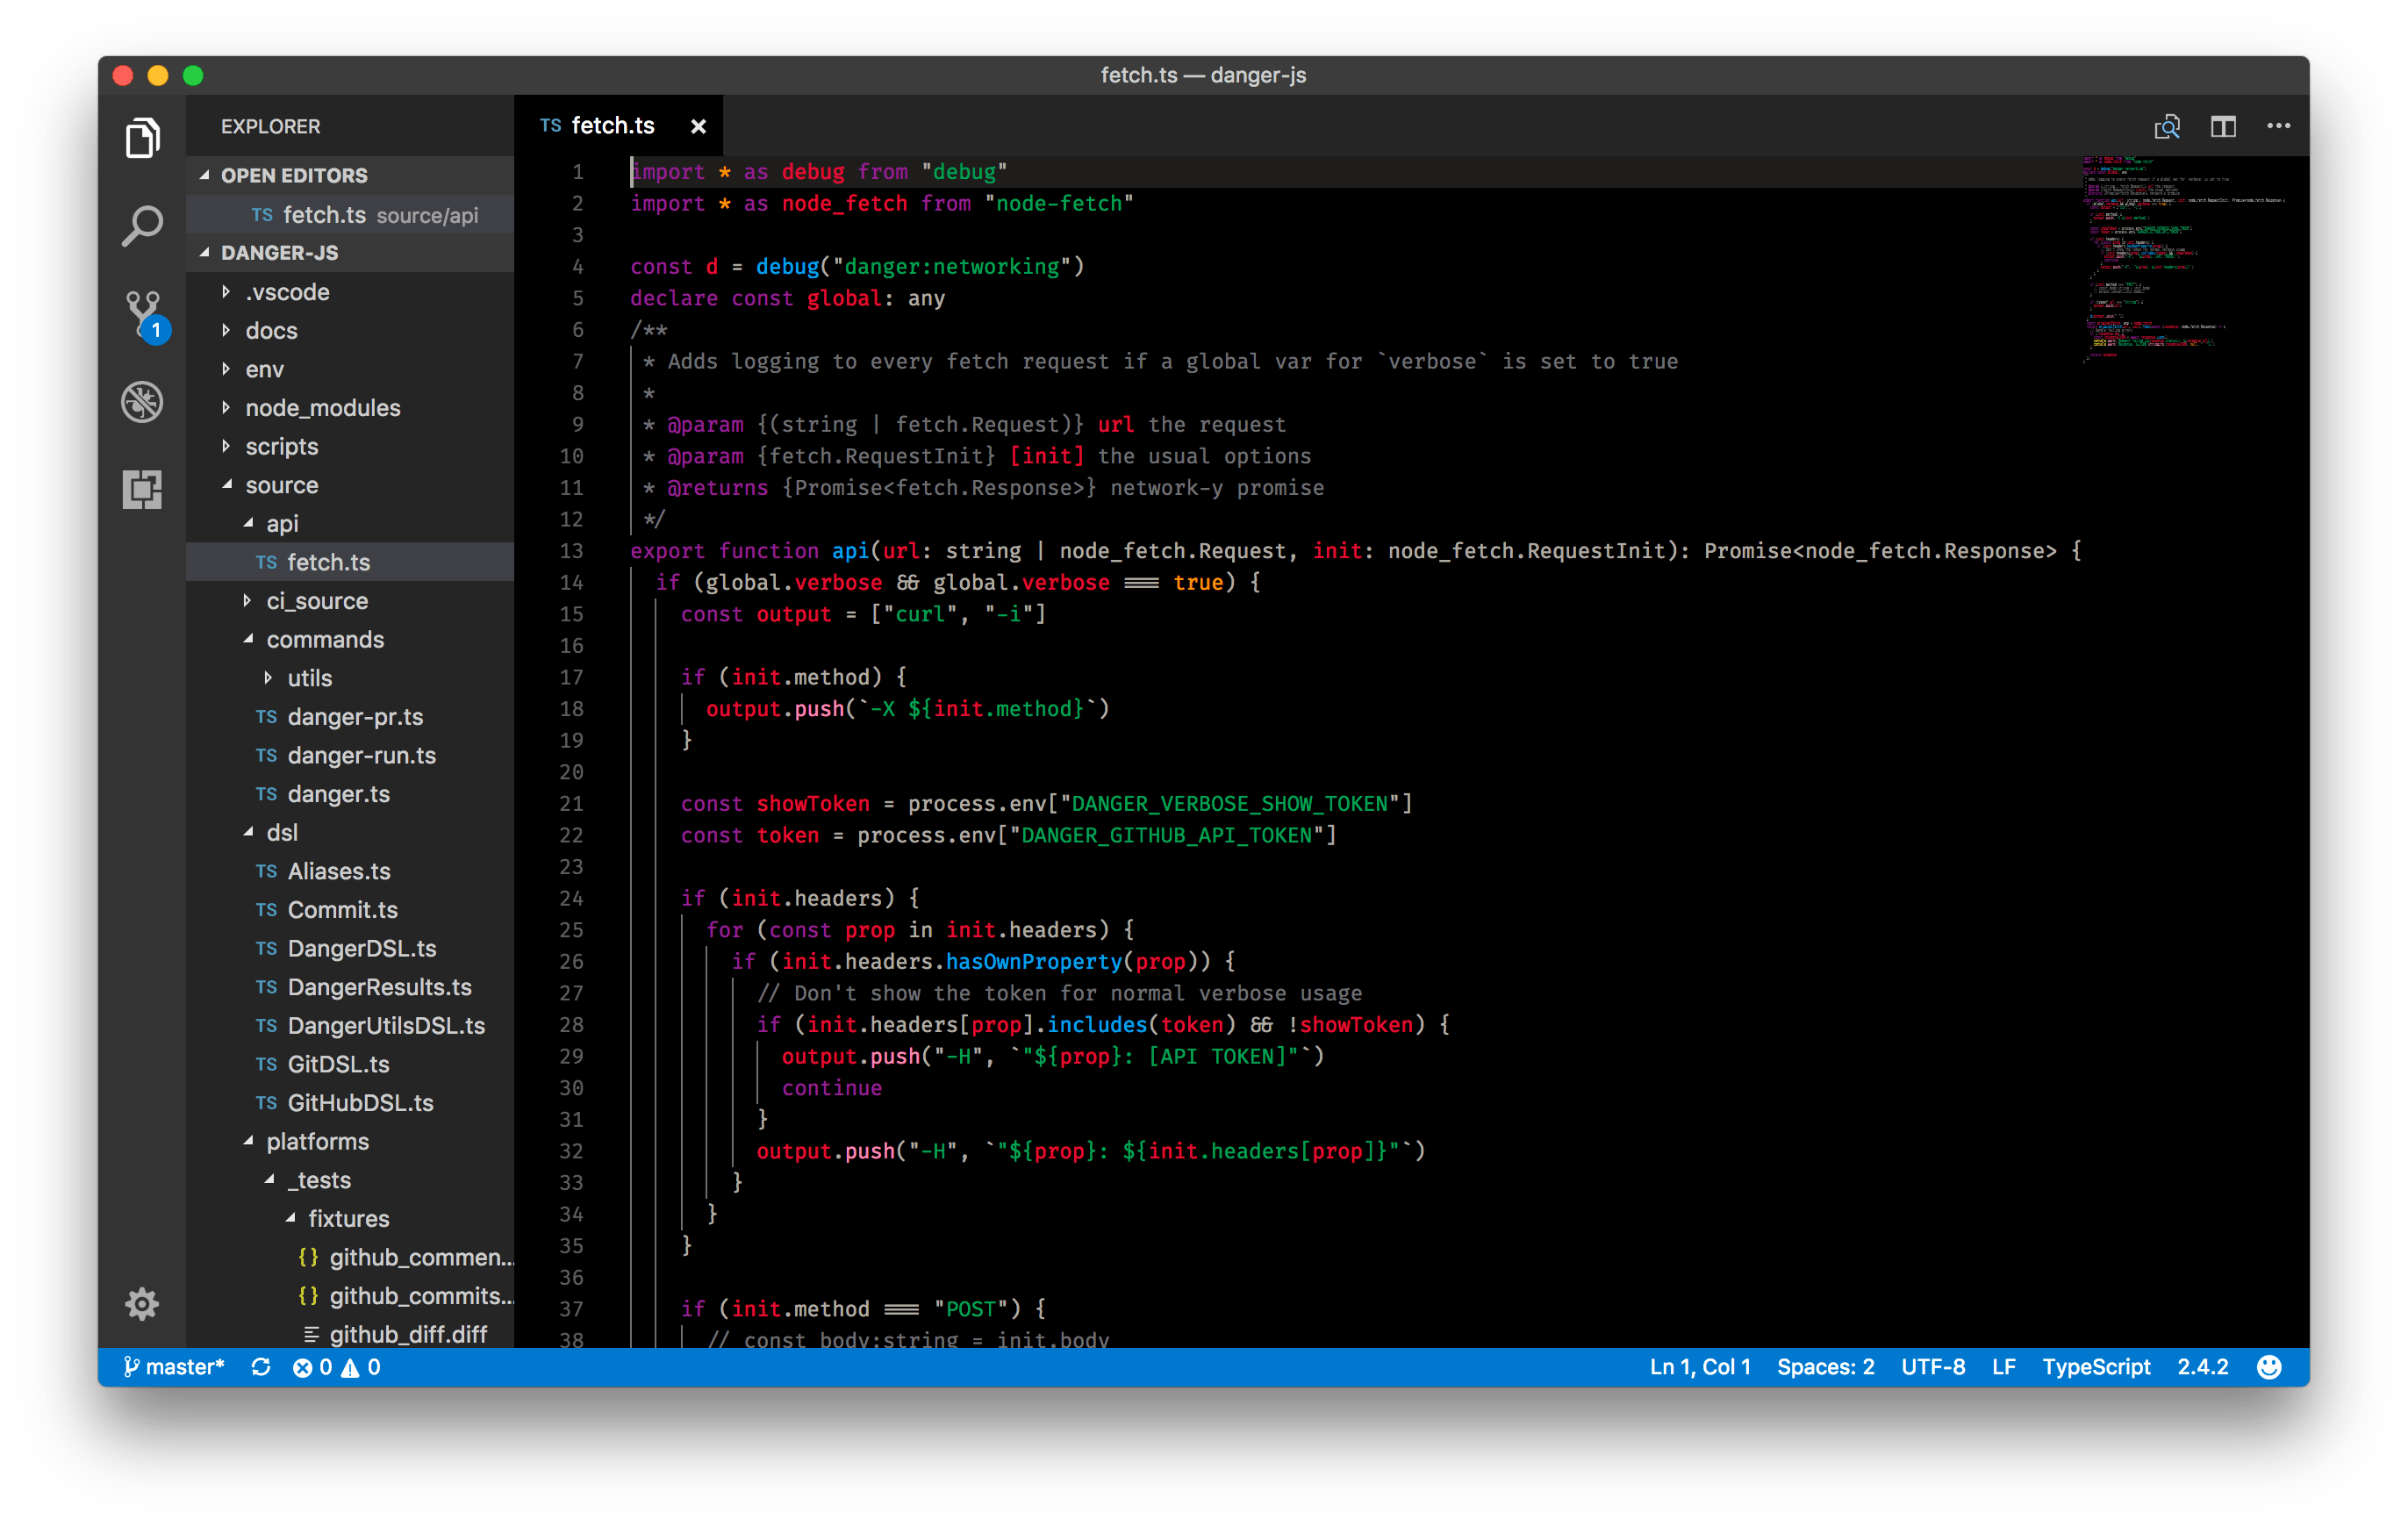 fetch.ts — danger-js
EXPLORER
OPEN EDITORS
TS fetch.ts source/api
DANGER-JS
.vscode
docs
env
node_modules
scripts
source
api
TS fetch.ts
ci_source
commands
utils
TS danger-pr.ts
TS danger-run.ts
TS danger.ts
dsl
TS Aliases.ts
TS Commit.ts
TS DangerDSL.ts
TS DangerResults.ts
TS DangerUtilsDSL.ts
TS GitDSL.ts
TS GitHubDSL.ts
platforms
_tests
fixtures
{} github_commen...
{} github_commits...
github_diff.diff
1
TS fetch.ts ×
1 import * as debug from "debug"
2 import * as node_fetch from "node-fetch"
3
4 const d = debug("danger:networking")
5 declare const global: any
6 /**
7 * Adds logging to every fetch request if a global var for `verbose` is set to true
8 *
9 * @param {(string | fetch.Request)} url the request
10 * @param {fetch.RequestInit} [init] the usual options
11 * @returns {Promise<fetch.Response>} network-y promise
12 */
13 export function api(url: string | node_fetch.Request, init: node_fetch.RequestInit): Promise<node_fetch.Response> {
14 if (global.verbose && global.verbose === true) {
15 const output = ["curl", "-i"]
16
17 if (init.method) {
18 output.push(`-X ${init.method}`)
19 }
20
21 const showToken = process.env["DANGER_VERBOSE_SHOW_TOKEN"]
22 const token = process.env["DANGER_GITHUB_API_TOKEN"]
23
24 if (init.headers) {
25 for (const prop in init.headers) {
26 if (init.headers.hasOwnProperty(prop)) {
27 // Don't show the token for normal verbose usage
28 if (init.headers[prop].includes(token) && !showToken) {
29 output.push("-H", `"${prop}: [API TOKEN]"`)
30 continue
31 }
32 output.push("-H", `"${prop}: ${init.headers[prop]}"`)
33 }
34 }
35 }
36
37 if (init.method === "POST") {
38 // const body:string = init.body
master* 0 0 Ln 1, Col 1 Spaces: 2 UTF-8 LF TypeScript 2.4.2